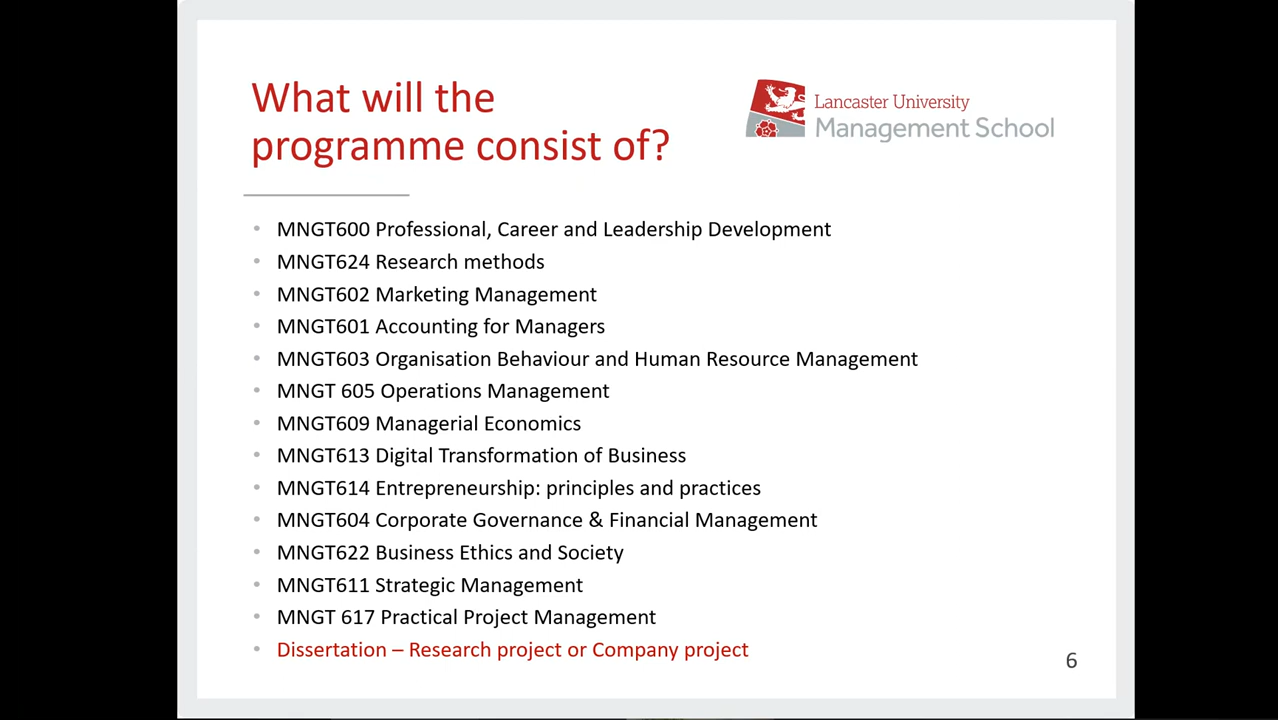 What will the
programme consist of?
Lancaster University
Management School
• MNGT600 Professional, Career and Leadership Development
• MNGT624 Research methods
• MNGT602 Marketing Management
• MNGT601 Accounting for Managers
• MNGT603 Organisation Behaviour and Human Resource Management
• MNGT 605 Operations Management
• MNGT609 Managerial Economics
• MNGT613 Digital Transformation of Business
• MNGT614 Entrepreneurship: principles and practices
• MNGT604 Corporate Governance & Financial Management
• MNGT622 Business Ethics and Society
• MNGT611 Strategic Management
• MNGT 617 Practical Project Management
• Dissertation – Research project or Company project
6